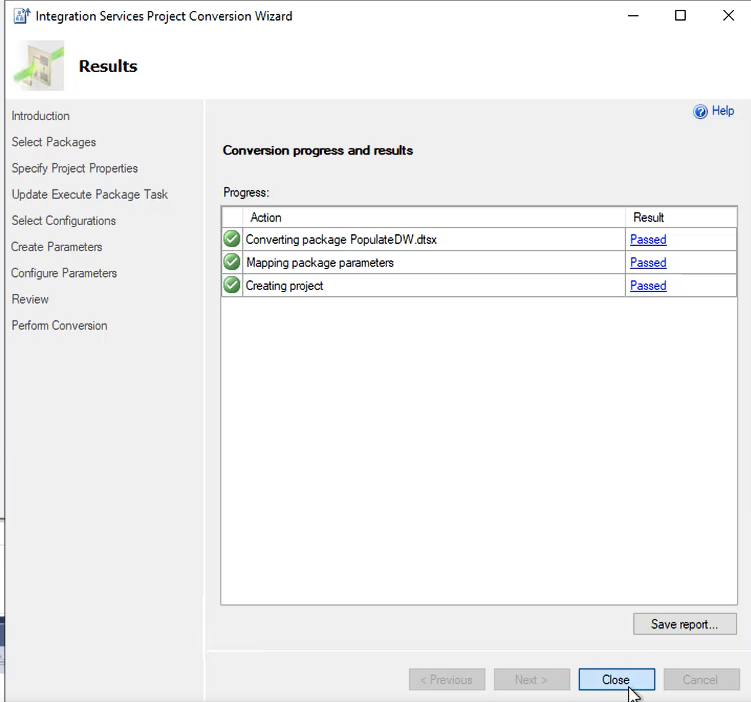 Integration Services Project Conversion Wizard
Results
Introduction
Select Packages
Specify Project Properties
Update Execute Package Task
Select Configurations
Create Parameters
Configure Parameters
Review
Perform Conversion
Help
Conversion progress and results
Progress:
Action Result
Converting package PopulateDW.dtsx Passed
Mapping package parameters Passed
Creating project Passed
Save report...
< Previous Next > Close Cancel